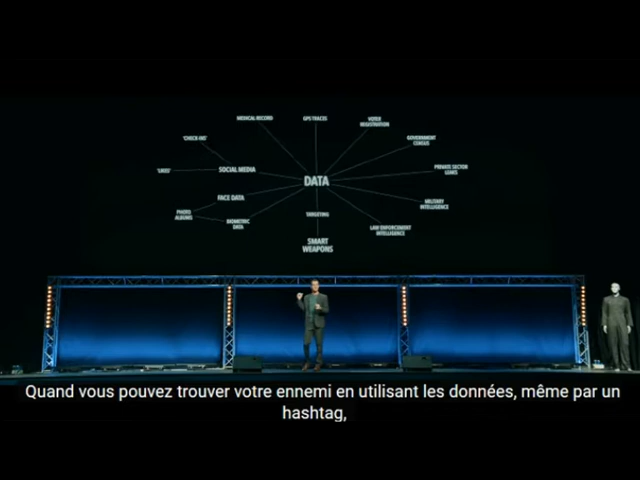 MEDICAL RECORD
GPS TRACES
VOTER
REGISTRATION
'CHECK-INS'
GOVERNMENT
CENSUS
'LIKES'
SOCIAL MEDIA
PRIVATE SECTOR
LEAKS
DATA
FACE DATA
MILITARY
INTELLIGENCE
PHOTO
ALBUMS
BIOMETRIC
DATA
TARGETING
LAW ENFORCEMENT
INTELLIGENCE
SMART
WEAPONS
Quand vous pouvez trouver votre ennemi en utilisant les données, même par un
hashtag,